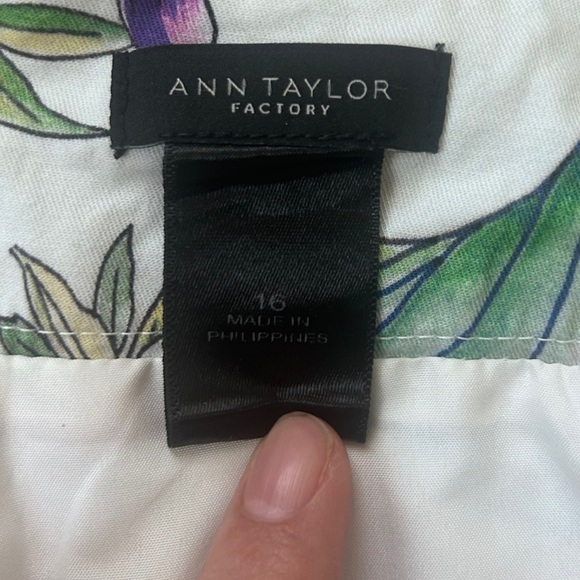 ANN TAYLOR
FACTORY
16
MADE IN
PHILIPPINES